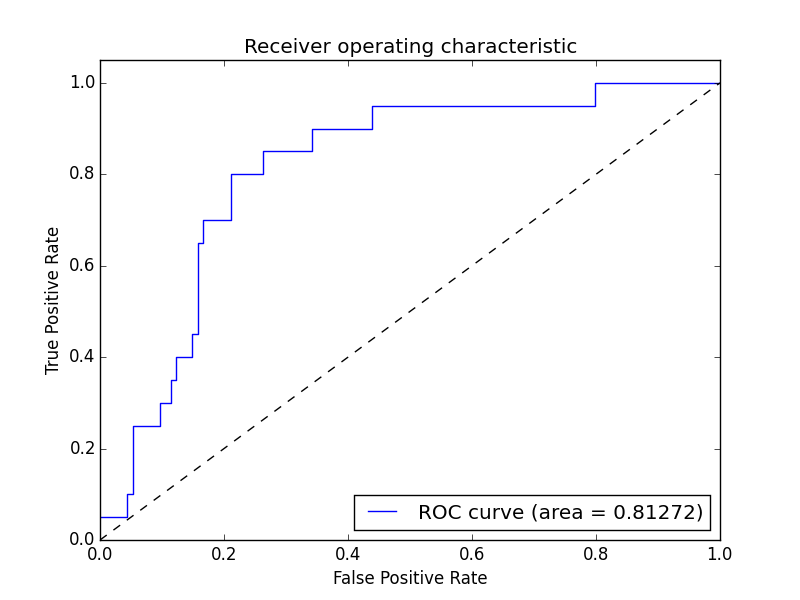 Receiver operating characteristic
1.0
0.8
0.6
0.4
0.2
0.0
True Positive Rate
ROC curve (area = 0.81272)
0.0 0.2 0.4 0.6 0.8 1.0
False Positive Rate